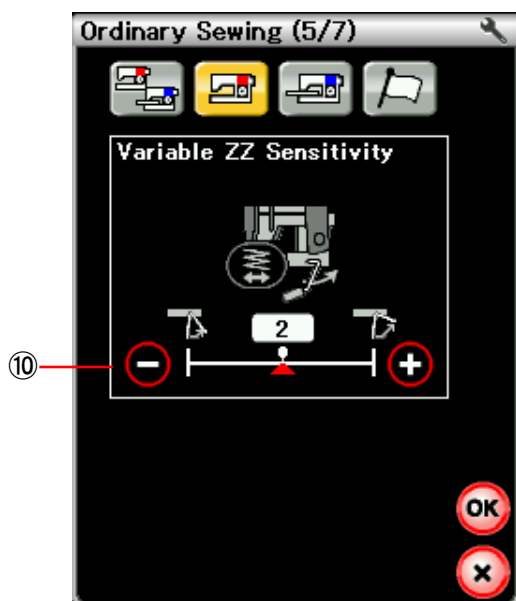 Ordinary Sewing (5/7)
Variable ZZ Sensitivity
2
⑩
− +
OK
×